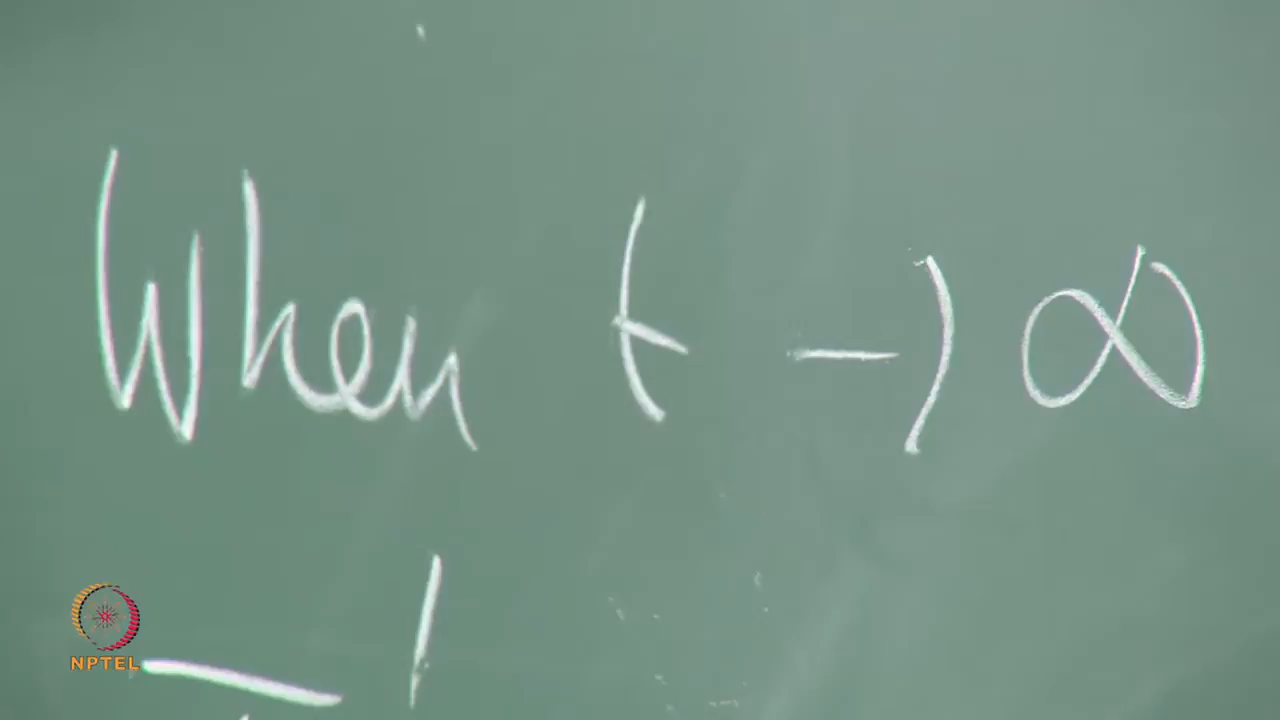 When t → ∞
NPTEL